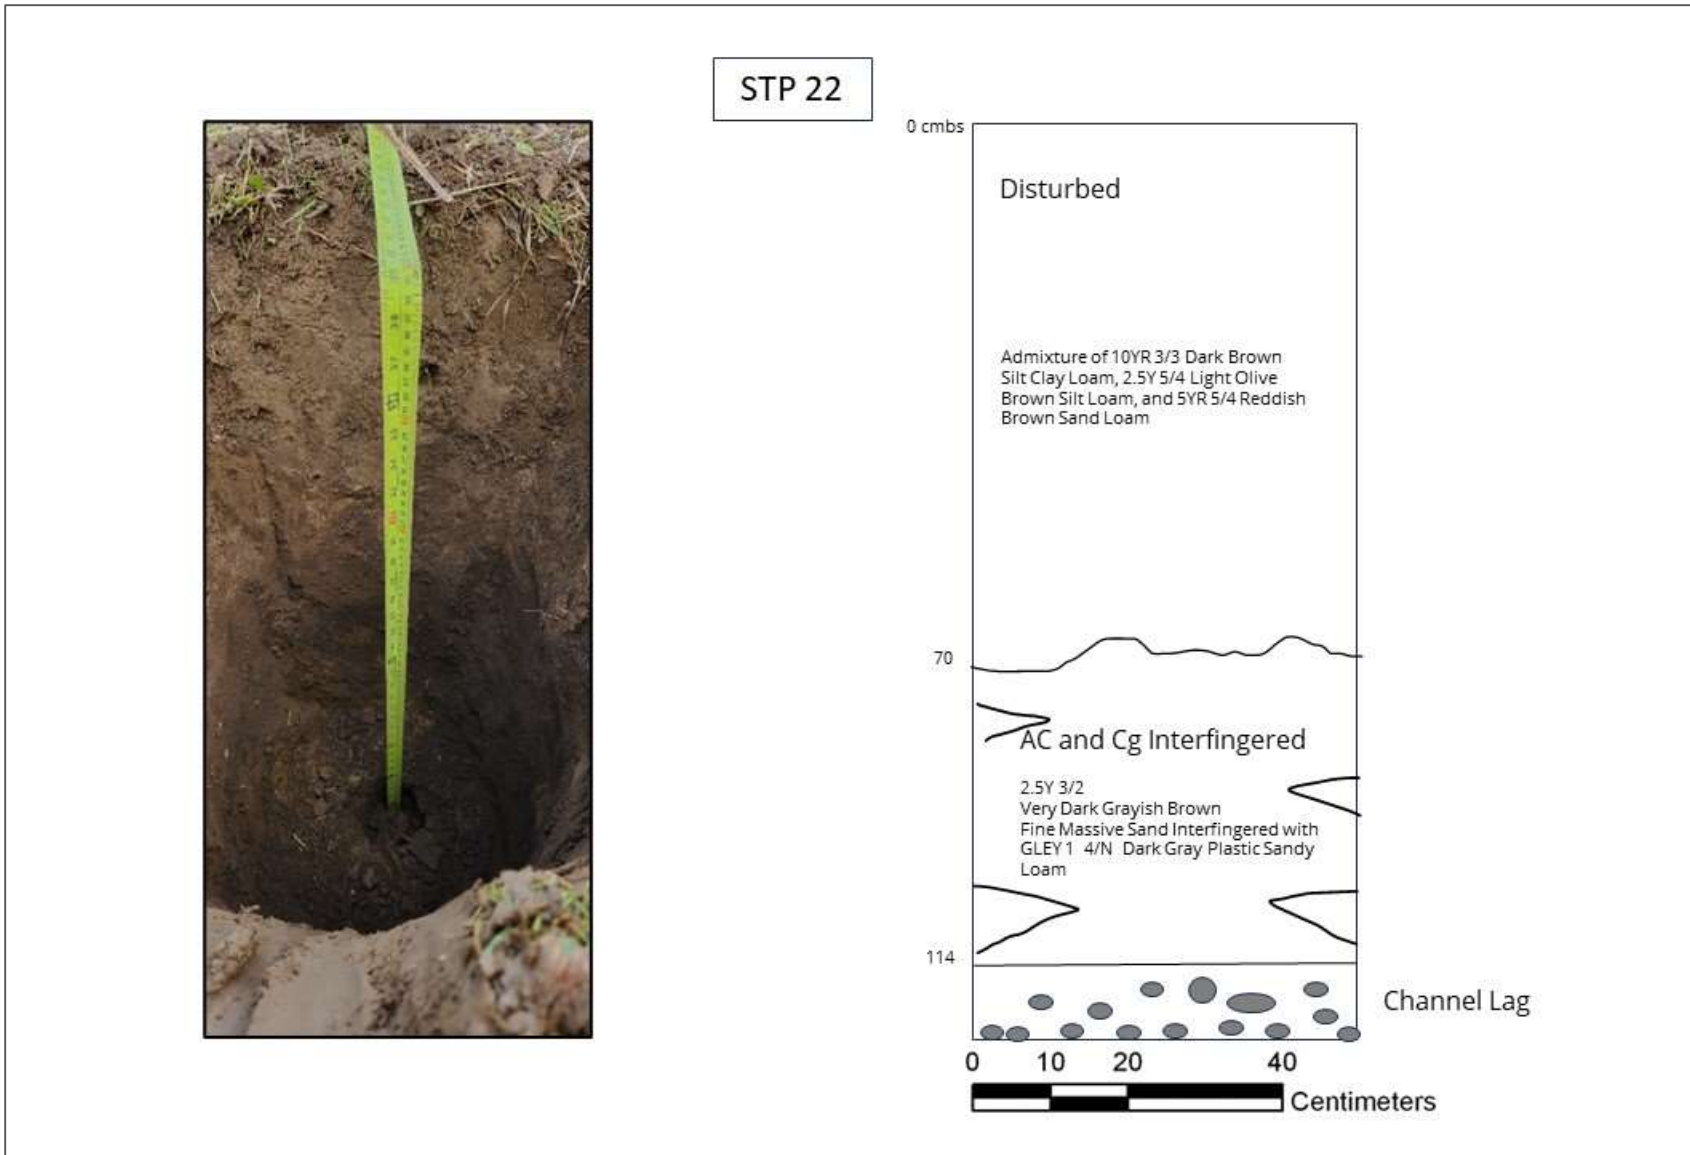 STP 22
0 cmbs
Disturbed
Admixture of 10YR 3/3 Dark Brown
Silt Clay Loam, 2.5Y 5/4 Light Olive
Brown Silt Loam, and 5YR 5/4 Reddish
Brown Sand Loam
70
AC and Cg Interfingered
2.5Y 3/2
Very Dark Grayish Brown
Fine Massive Sand Interfingered with
GLEY 1 4/N Dark Gray Plastic Sandy
Loam
114
Channel Lag
0 10 20 40
Centimeters